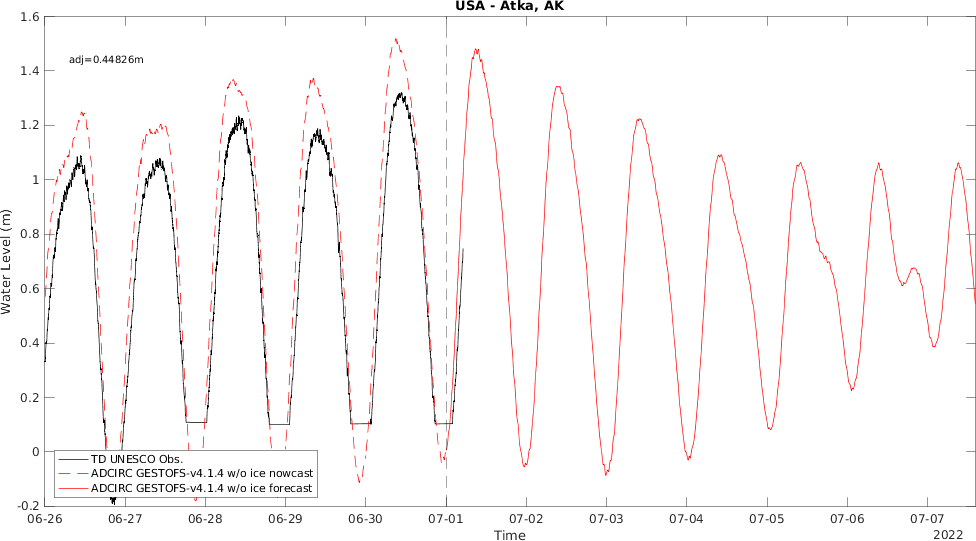 USA - Atka, AK
1.6
1.4
1.2
1
0.8
0.6
0.4
0.2
0
-0.2
Water Level (m)
adj=0.44826m
TD UNESCO Obs.
ADCIRC GESTOFS-v4.1.4 w/o ice nowcast
ADCIRC GESTOFS-v4.1.4 w/o ice forecast
06-26 06-27 06-28 06-29 06-30 07-01 07-02 07-03 07-04 07-05 07-06 07-07
Time
2022